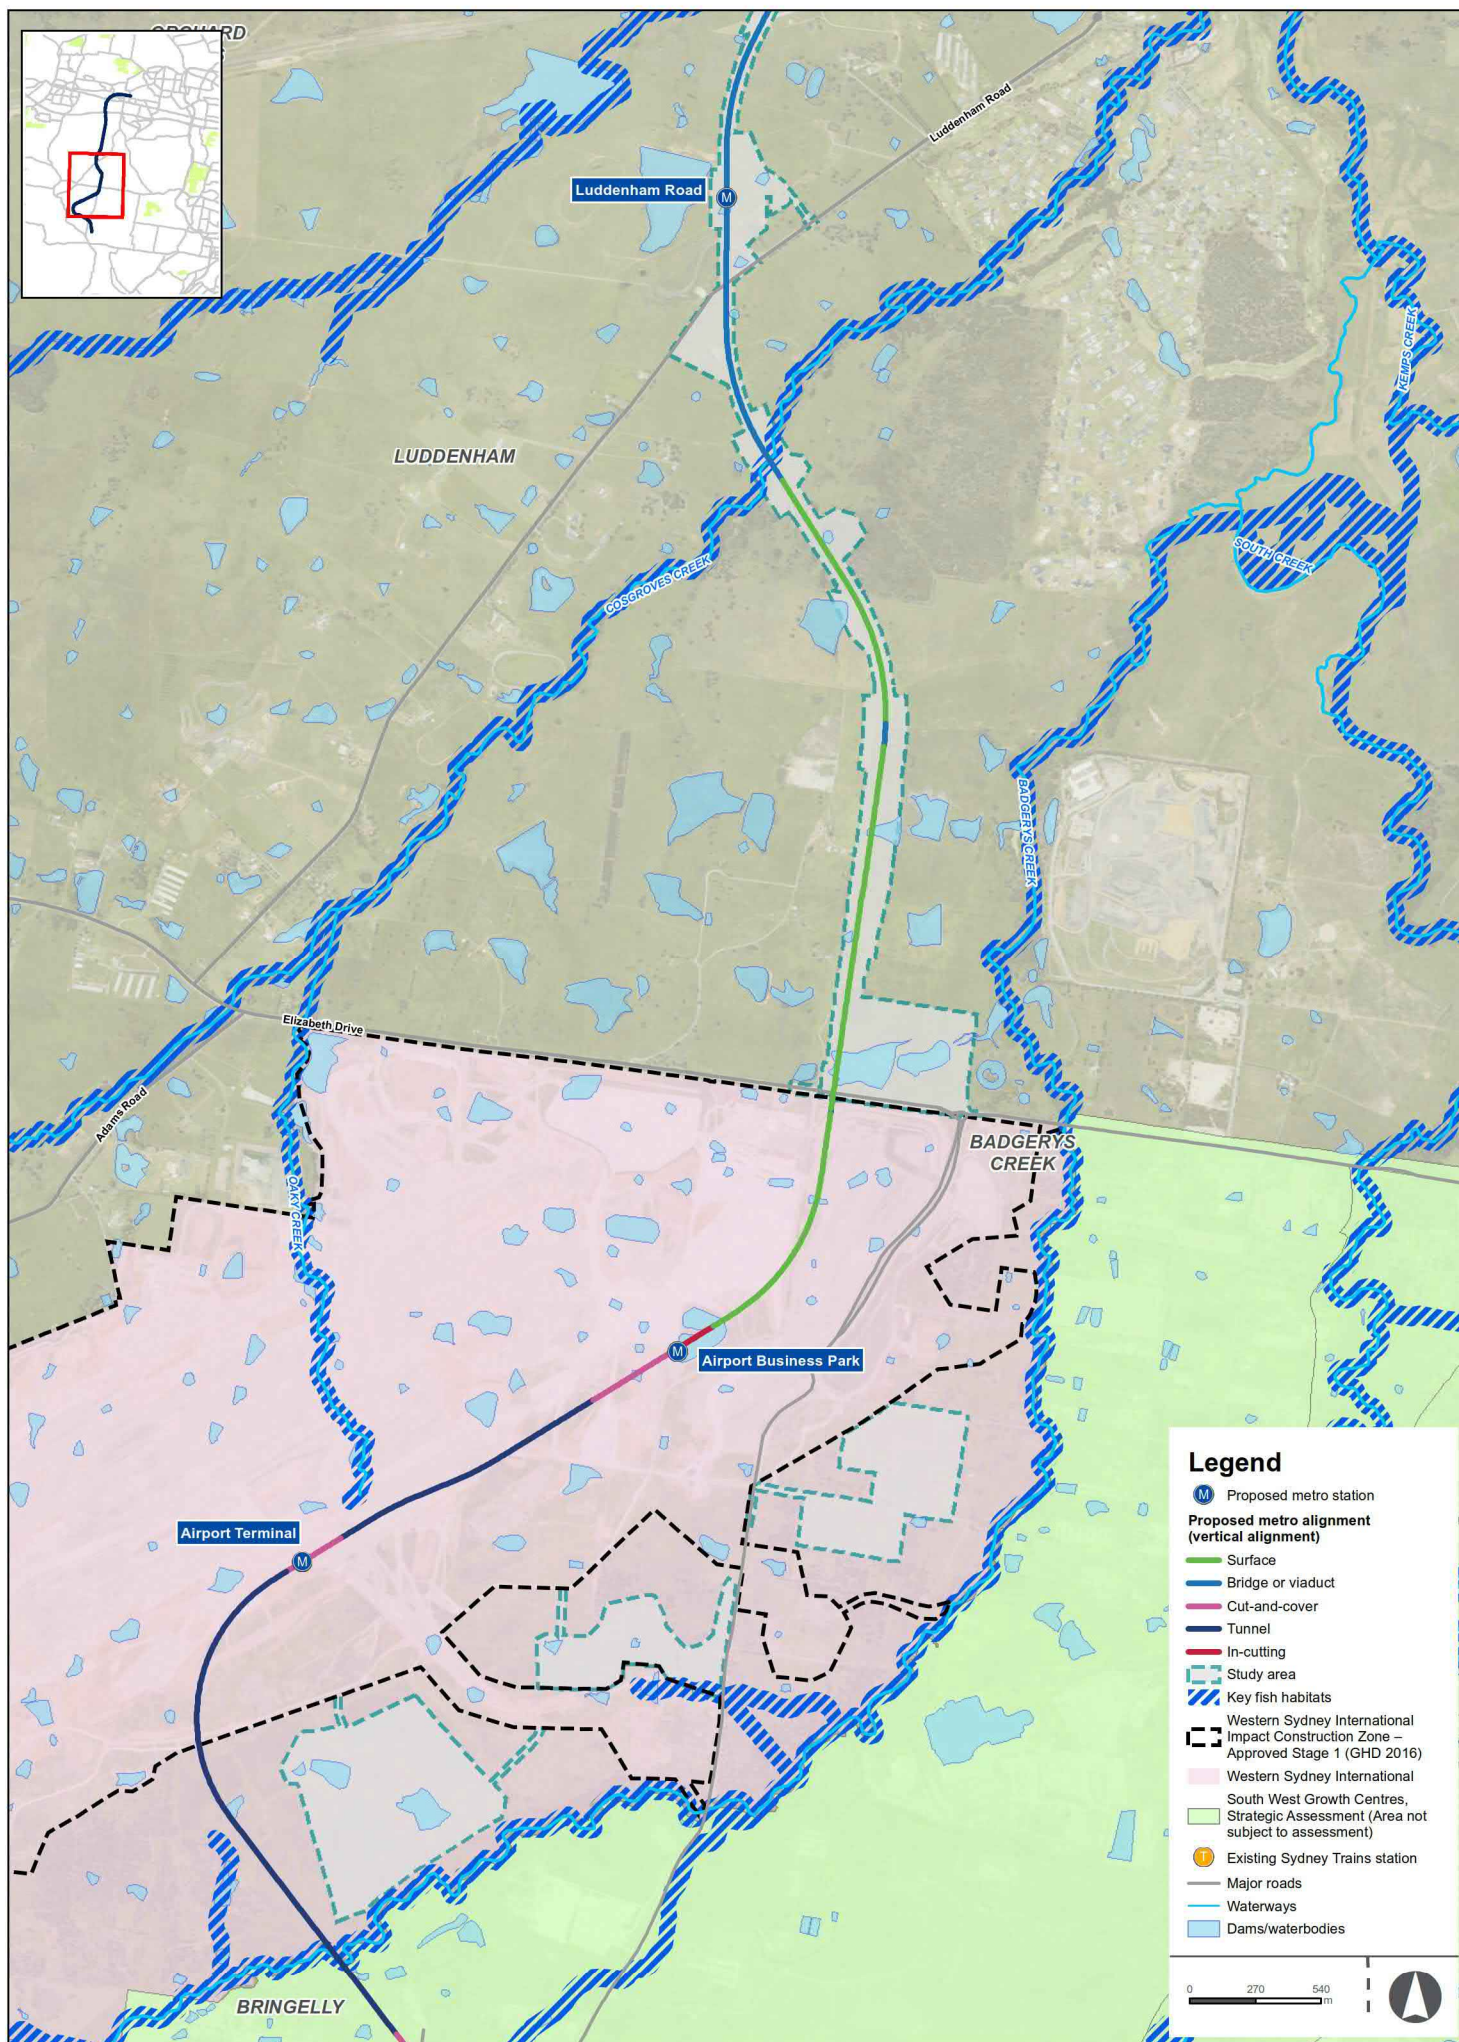 ORCHARD
Luddenham Road
Luddenham Road
M
KEMPS CREEK
LUDDENHAM
SOUTH CREEK
COSGROVES CREEK
BADGERYS CREEK
Elizabeth Drive
Adams Road
BADGERYS
CREEK
OAKY CREEK
M
Airport Business Park
Airport Terminal
M
BRINGELLY
Legend
M Proposed metro station
Proposed metro alignment
(vertical alignment)
Surface
Bridge or viaduct
Cut-and-cover
Tunnel
In-cutting
Study area
Key fish habitats
Western Sydney International
Impact Construction Zone –
Approved Stage 1 (GHD 2016)
Western Sydney International
South West Growth Centres,
Strategic Assessment (Area not
subject to assessment)
T Existing Sydney Trains station
Major roads
Waterways
Dams/waterbodies
0 270 540
m